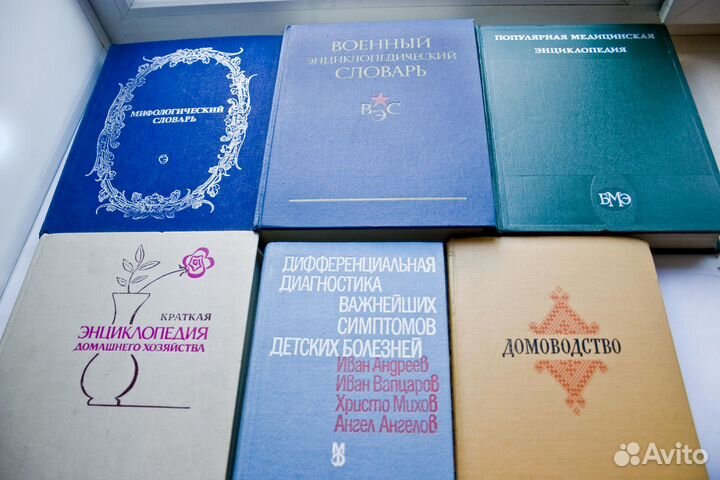 МИФОЛОГИЧЕСКИЙ
СЛОВАРЬ
ВОЕННЫЙ
ЭНЦИКЛОПЕДИЧЕСКИЙ
СЛОВАРЬ
ВЭС
ПОПУЛЯРНАЯ МЕДИЦИНСКАЯ
ЭНЦИКЛОПЕДИЯ
БМЭ
КРАТКАЯ
ЭНЦИКЛОПЕДИЯ
ДОМАШНЕГО ХОЗЯЙСТВА
ДИФФЕРЕНЦИАЛЬНАЯ
ДИАГНОСТИКА
ВАЖНЕЙШИХ
СИМПТОМОВ
ДЕТСКИХ БОЛЕЗНЕЙ
Иван Андреев
Иван Вапцаров
Христо Михов
Ангел Ангелов
ДОМОВОДСТВО
Avito